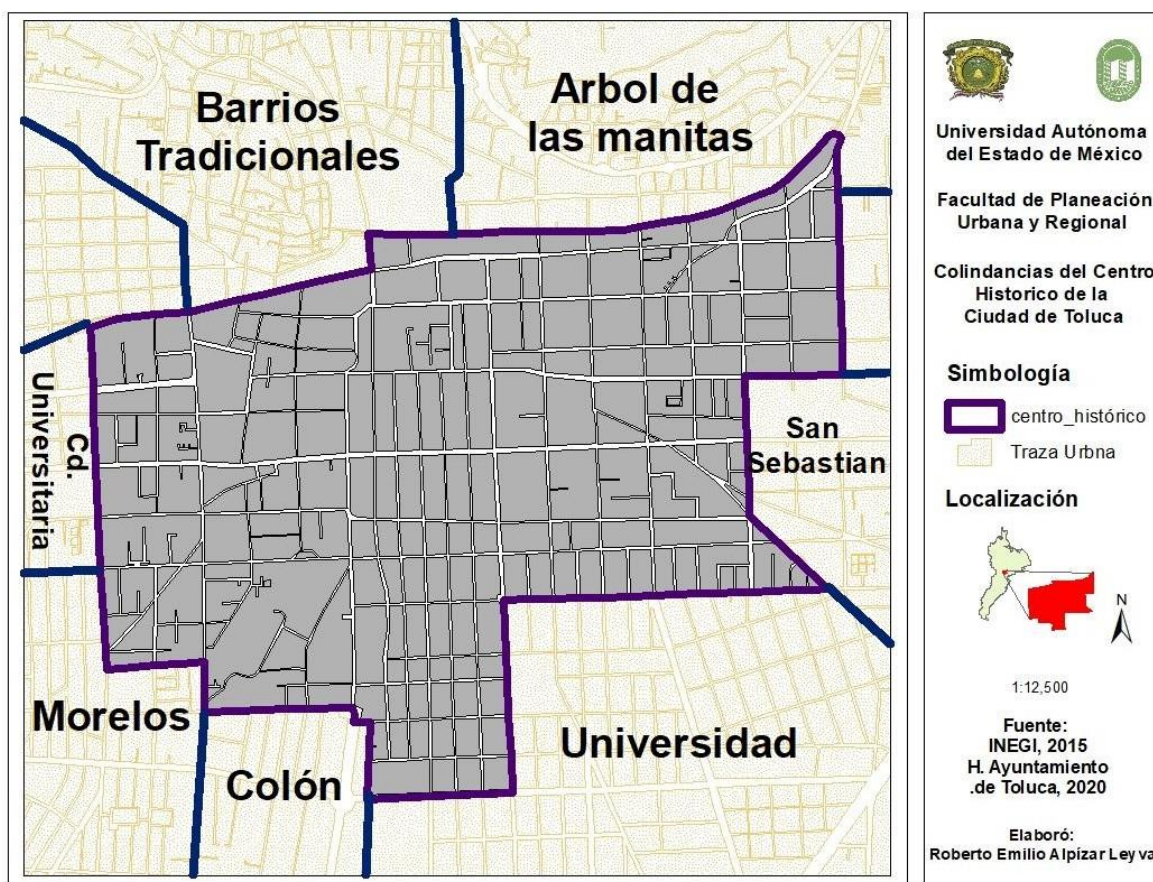 Barrios
Tradicionales
Arbol de
las manitas
Cd.
Universitaria
San
Sebastian
Morelos
Colón
Universidad
Universidad Autónoma
del Estado de México
Facultad de Planeación
Urbana y Regional
Colindancias del Centro
Historico de la
Ciudad de Toluca
Simbología
centro_histórico
Traza Urbna
Localización
N
1:12,500
Fuente:
INEGI, 2015
H. Ayuntamiento
.de Toluca, 2020
Elaboró:
Roberto Emilio Alpízar Leyva